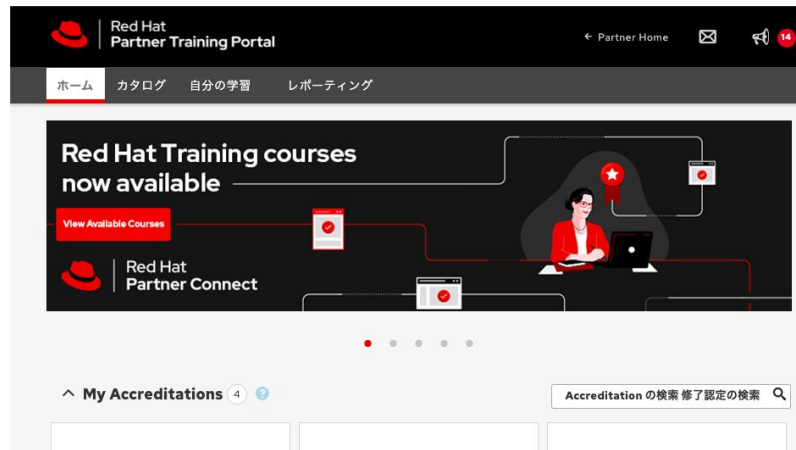 Red Hat
Partner Training Portal
← Partner Home
14
ホーム
カタログ
自分の学習
レポーティング
Red Hat Training courses
now available
View Available Courses
Red Hat
Partner Connect
My Accreditations 4 ?
Accreditation の検索 修了認定の検索